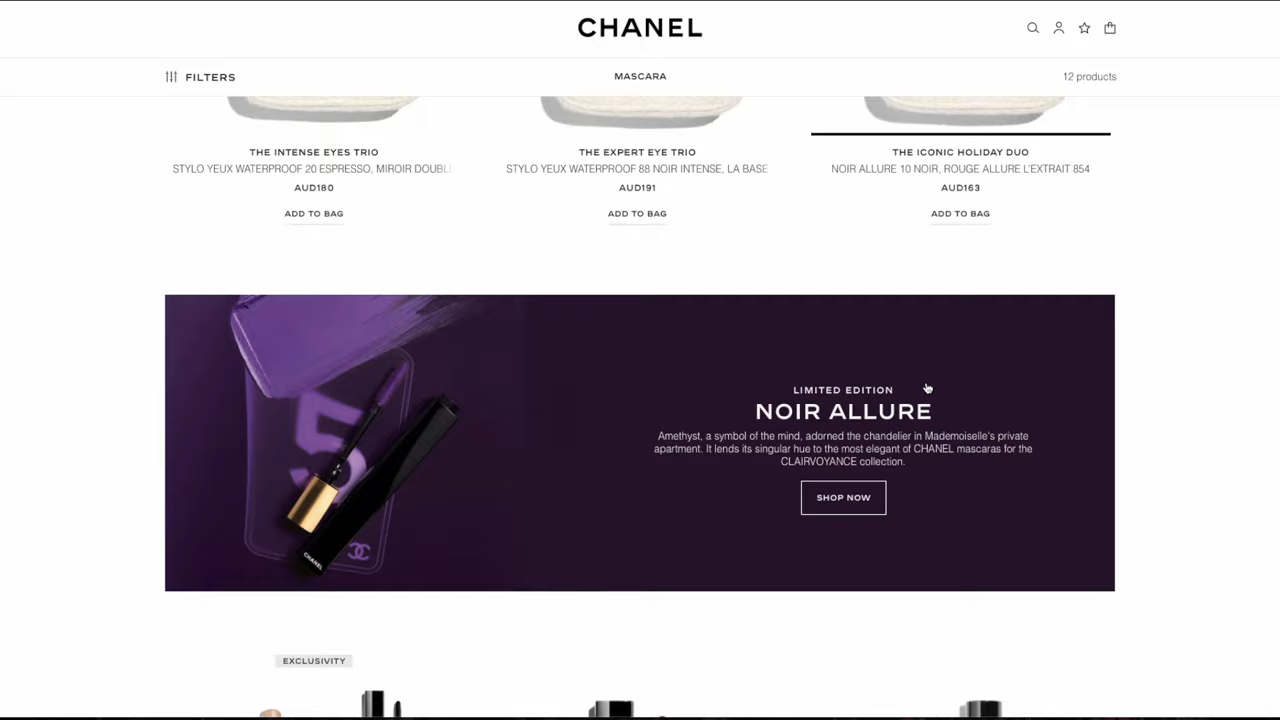 CHANEL
FILTERS
MASCARA
12 products
THE INTENSE EYES TRIO
STYLO YEUX WATERPROOF 20 ESPRESSO, MIROIR DOUBL
AUD180
ADD TO BAG
THE EXPERT EYE TRIO
STYLO YEUX WATERPROOF 88 NOIR INTENSE, LA BASE
AUD191
ADD TO BAG
THE ICONIC HOLIDAY DUO
NOIR ALLURE 10 NOIR, ROUGE ALLURE L'EXTRAIT 854
AUD163
ADD TO BAG
5
CHANEL
LIMITED EDITION
NOIR ALLURE
Amethyst, a symbol of the mind, adorned the chandelier in Mademoiselle's private
apartment. It lends its singular hue to the most elegant of CHANEL mascaras for the
CLAIRVOYANCE collection.
SHOP NOW
EXCLUSIVITY